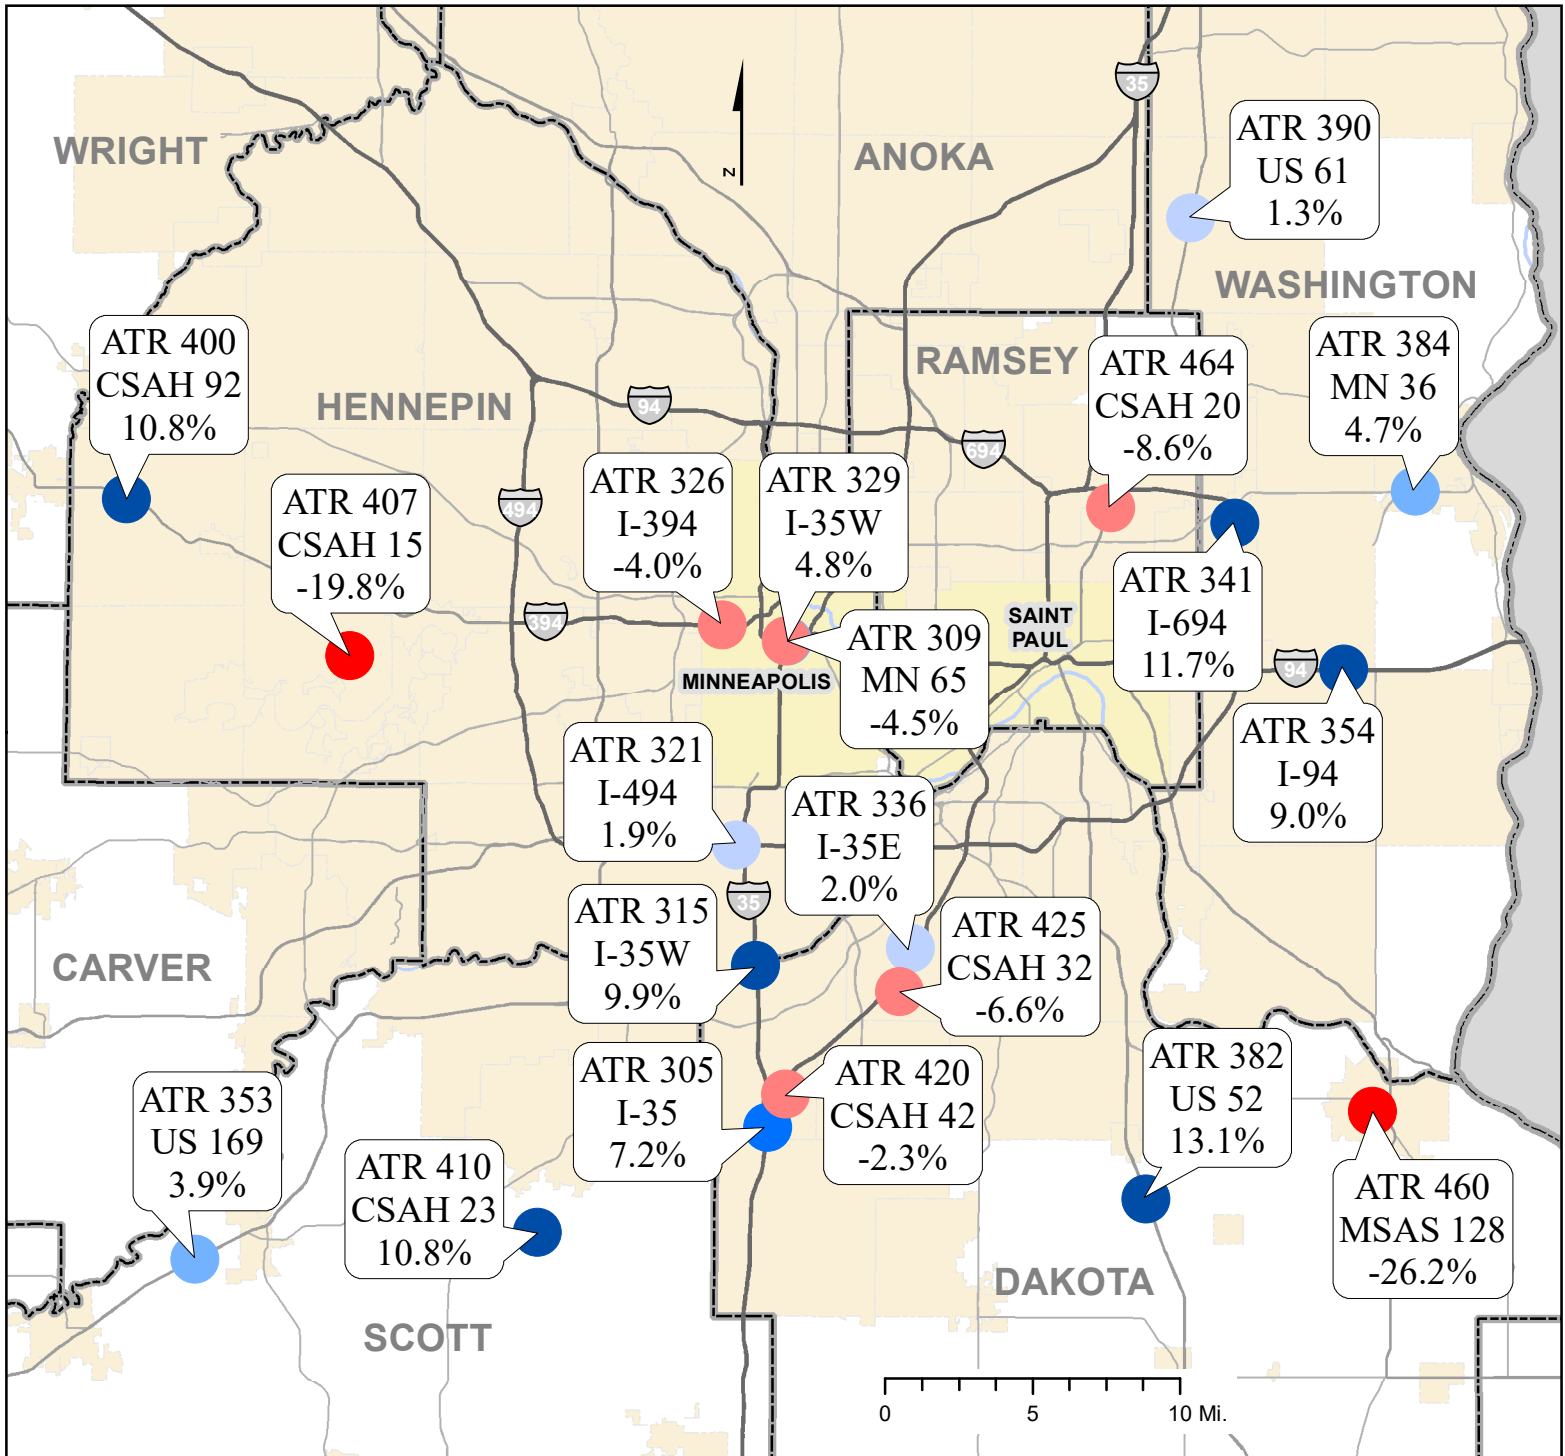 35
ATR 390
US 61
1.3%
WRIGHT
ANOKA
N
WASHINGTON
ATR 400
CSAH 92
10.8%
HENNEPIN
94
RAMSEY
ATR 464
CSAH 20
-8.6%
ATR 384
MN 36
4.7%
694
ATR 407
CSAH 15
-19.8%
494
ATR 326
I-394
-4.0%
ATR 329
I-35W
4.8%
394
ATR 309
MN 65
-4.5%
MINNEAPOLIS
SAINT
PAUL
ATR 341
I-694
11.7%
94
ATR 354
I-94
9.0%
ATR 321
I-494
1.9%
ATR 336
I-35E
2.0%
35
ATR 315
I-35W
9.9%
ATR 425
CSAH 32
-6.6%
CARVER
ATR 305
I-35
7.2%
ATR 420
CSAH 42
-2.3%
ATR 382
US 52
13.1%
ATR 353
US 169
3.9%
ATR 410
CSAH 23
10.8%
ATR 460
MSAS 128
-26.2%
DAKOTA
SCOTT
0 5 10 Mi.